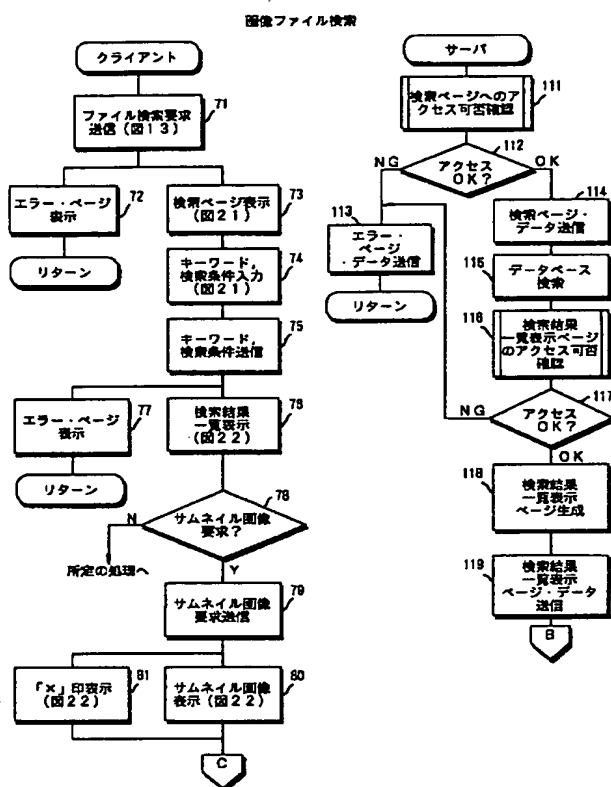 画像ファイル検索
クライアント
71
ファイル検索要求
送信(図13)
72
エラー・ページ
表示
リターン
73
検索ページ表示
(図21)
74
キーワード,
検索条件入力
(図21)
75
キーワード,
検索条件送信
77
エラー・ページ
表示
リターン
76
検索結果
一覧表示
(図22)
78
サムネイル画像
要求?
N
所定の処理へ
Y
79
サムネイル画像
要求送信
81
「×」印表示
(図22)
80
サムネイル画像
表示(図22)
C
サーバ
111
検索ページへのア
クセス可否確認
112
アクセス
OK?
NG
OK
113
エラー・
ページ
・データ送信
リターン
114
検索ページ・
データ送信
115
データベース
検索
116
検索結果
一覧表示ページ
のアクセス可否
確認
117
アクセス
OK?
NG
OK
118
検索結果
一覧表示
ページ生成
119
検索結果
一覧表示
ページ・データ
送信
B